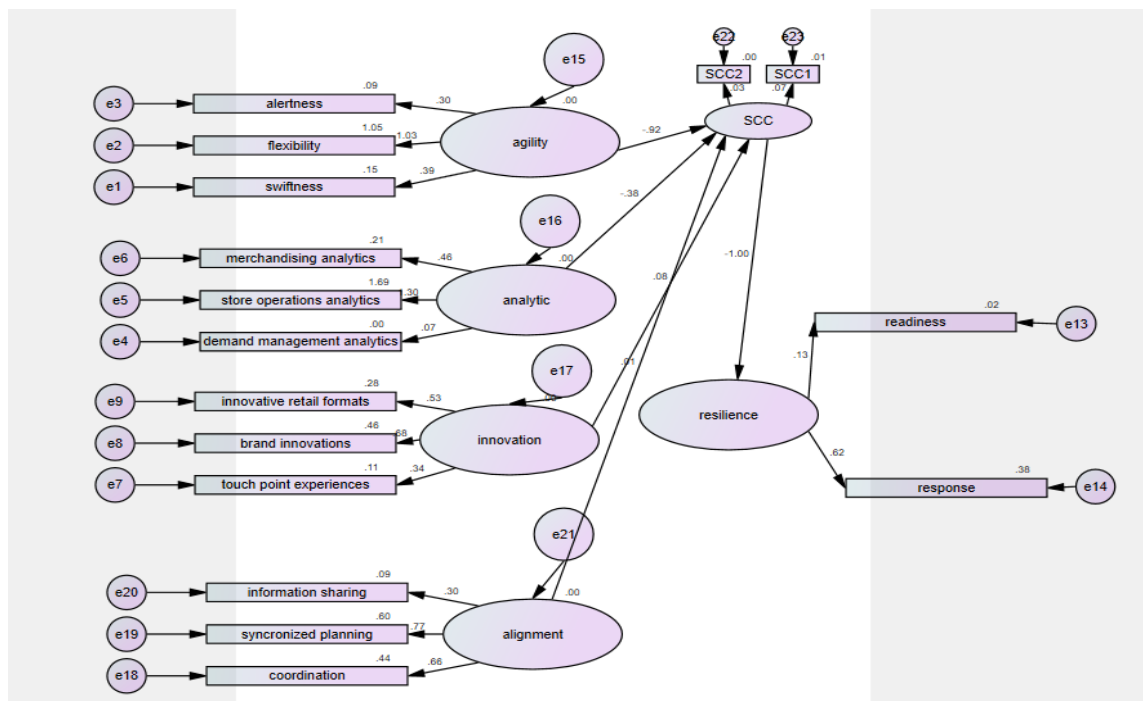 e22
e23
.00
.01
SCC2
SCC1
.03
.07
SCC
e15
.00
agility
e3
.09
alertness
.30
e2
1.05
flexibility
1.03
e1
.15
swiftness
.39
-.92
e16
.00
analytic
-.38
e6
.21
merchandising analytics
.46
e5
1.69
store operations analytics
1.30
e4
.00
demand management analytics
.07
.08
-1.00
e17
.00
innovation
.01
e9
.28
innovative retail formats
.53
e8
.46
brand innovations
.68
e7
.11
touch point experiences
.34
.02
readiness
e13
.13
resilience
.62
.38
response
e14
e21
.00
alignment
e20
.09
information sharing
.30
e19
.60
syncronized planning
.77
e18
.44
coordination
.66